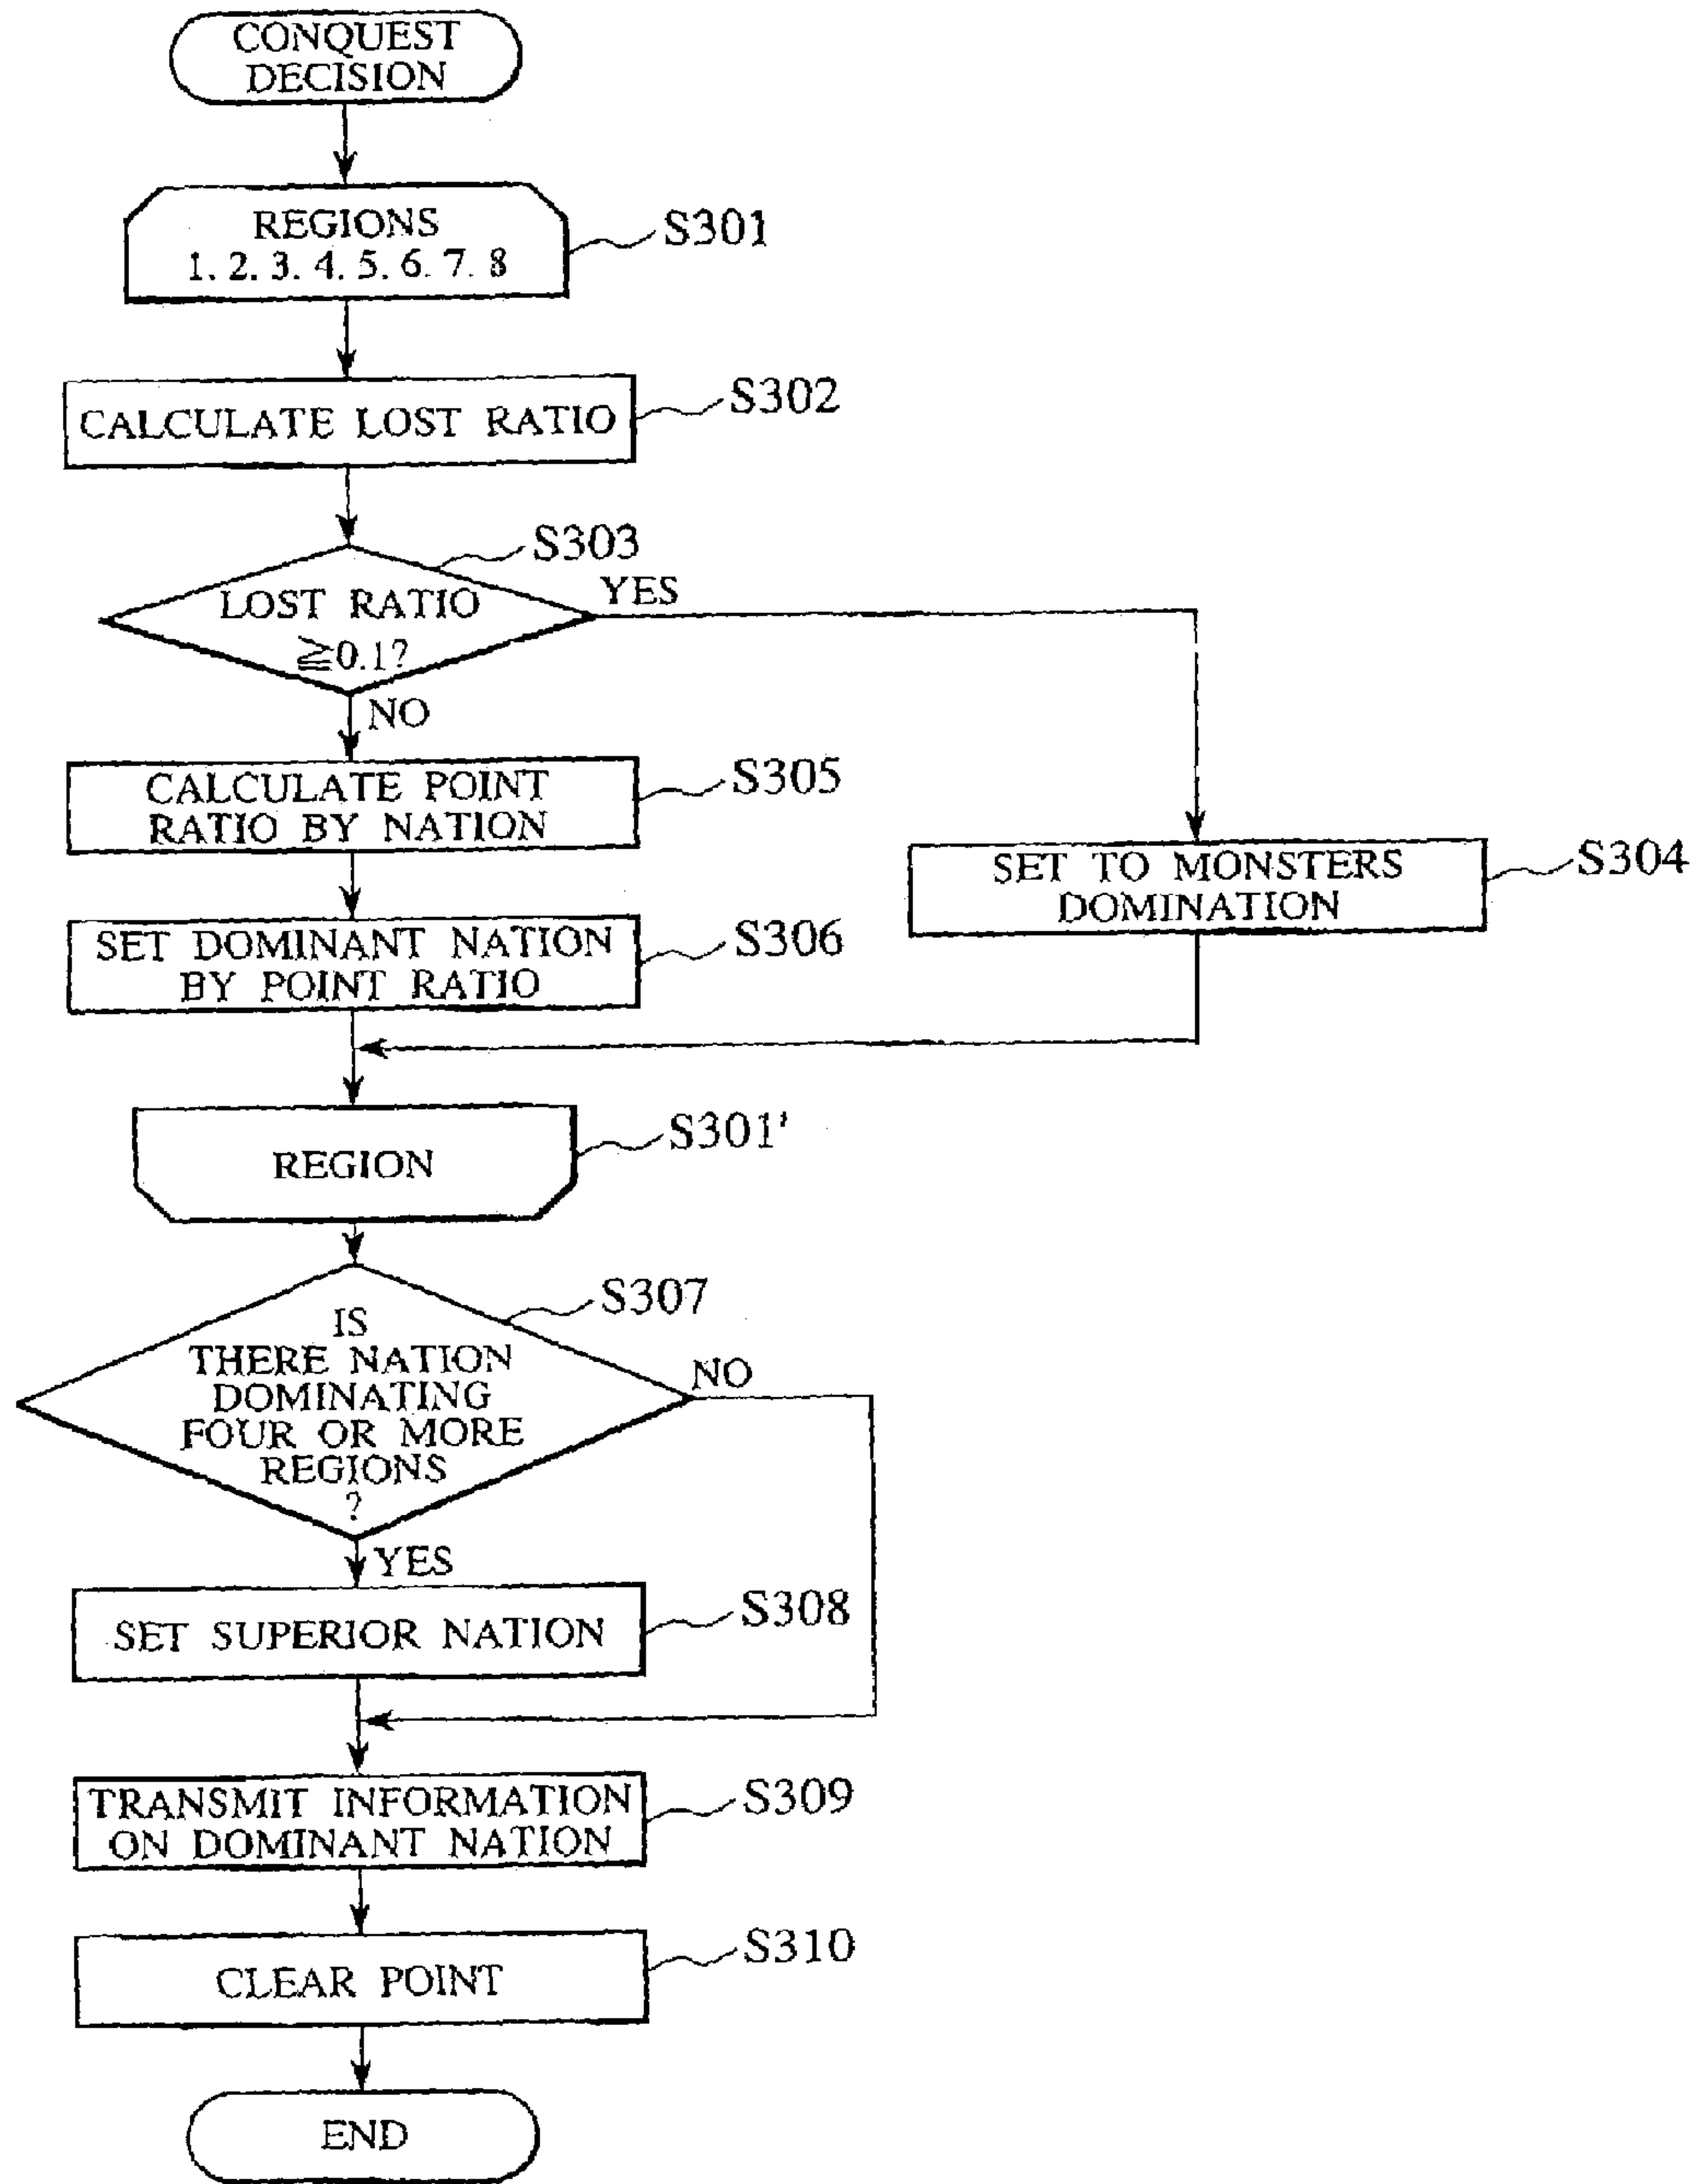 CONQUEST
DECISION
REGIONS
1. 2. 3. 4. 5. 6. 7. 8
S301
CALCULATE LOST RATIO
S302
S303
LOST RATIO
≧0.1?
YES
NO
CALCULATE POINT
RATIO BY NATION
S305
SET TO MONSTERS
DOMINATION
S304
SET DOMINANT NATION
BY POINT RATIO
S306
REGION
S301'
S307
IS
THERE NATION
DOMINATING
FOUR OR MORE
REGIONS
?
NO
YES
SET SUPERIOR NATION
S308
TRANSMIT INFORMATION
ON DOMINANT NATION
S309
CLEAR POINT
S310
END